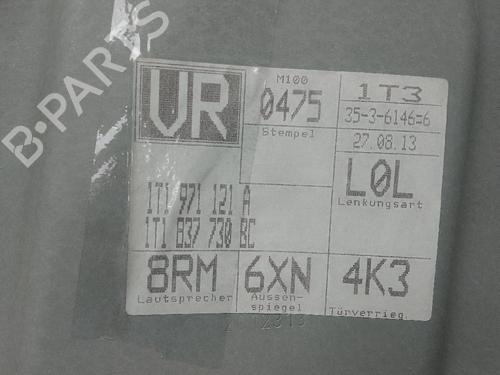 B-PARTS
VR
M100
0475
Stempel
1T3
35-3-6146=6
27.08.13
L0L
Lenkungsart
1T1 971 121 A
1T1 837 730 BC
8RM
Lautsprecher
6XN
Aussen-
spiegel
4K3
Türverrieg.